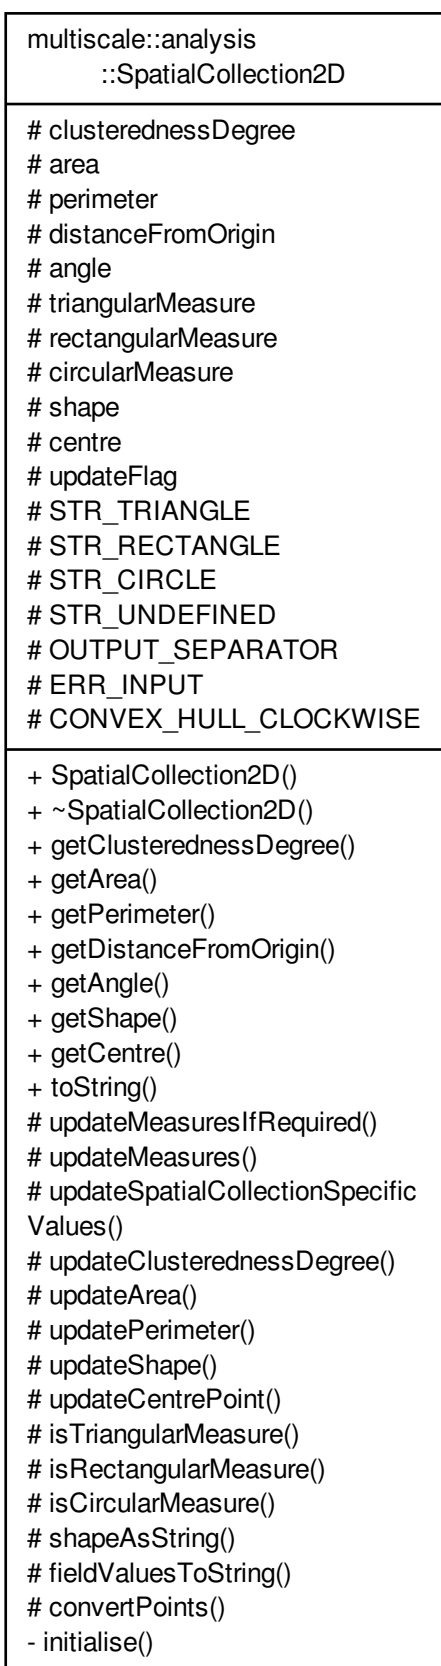 multiscale::analysis
::SpatialCollection2D
# clusterednessDegree
# area
# perimeter
# distanceFromOrigin
# angle
# triangularMeasure
# rectangularMeasure
# circularMeasure
# shape
# centre
# updateFlag
# STR_TRIANGLE
# STR_RECTANGLE
# STR_CIRCLE
# STR_UNDEFINED
# OUTPUT_SEPARATOR
# ERR_INPUT
# CONVEX_HULL_CLOCKWISE
+ SpatialCollection2D()
+ ~SpatialCollection2D()
+ getClusterednessDegree()
+ getArea()
+ getPerimeter()
+ getDistanceFromOrigin()
+ getAngle()
+ getShape()
+ getCentre()
+ toString()
# updateMeasuresIfRequired()
# updateMeasures()
# updateSpatialCollectionSpecific
Values()
# updateClusterednessDegree()
# updateArea()
# updatePerimeter()
# updateShape()
# updateCentrePoint()
# isTriangularMeasure()
# isRectangularMeasure()
# isCircularMeasure()
# shapeAsString()
# fieldValuesToString()
# convertPoints()
- initialise()